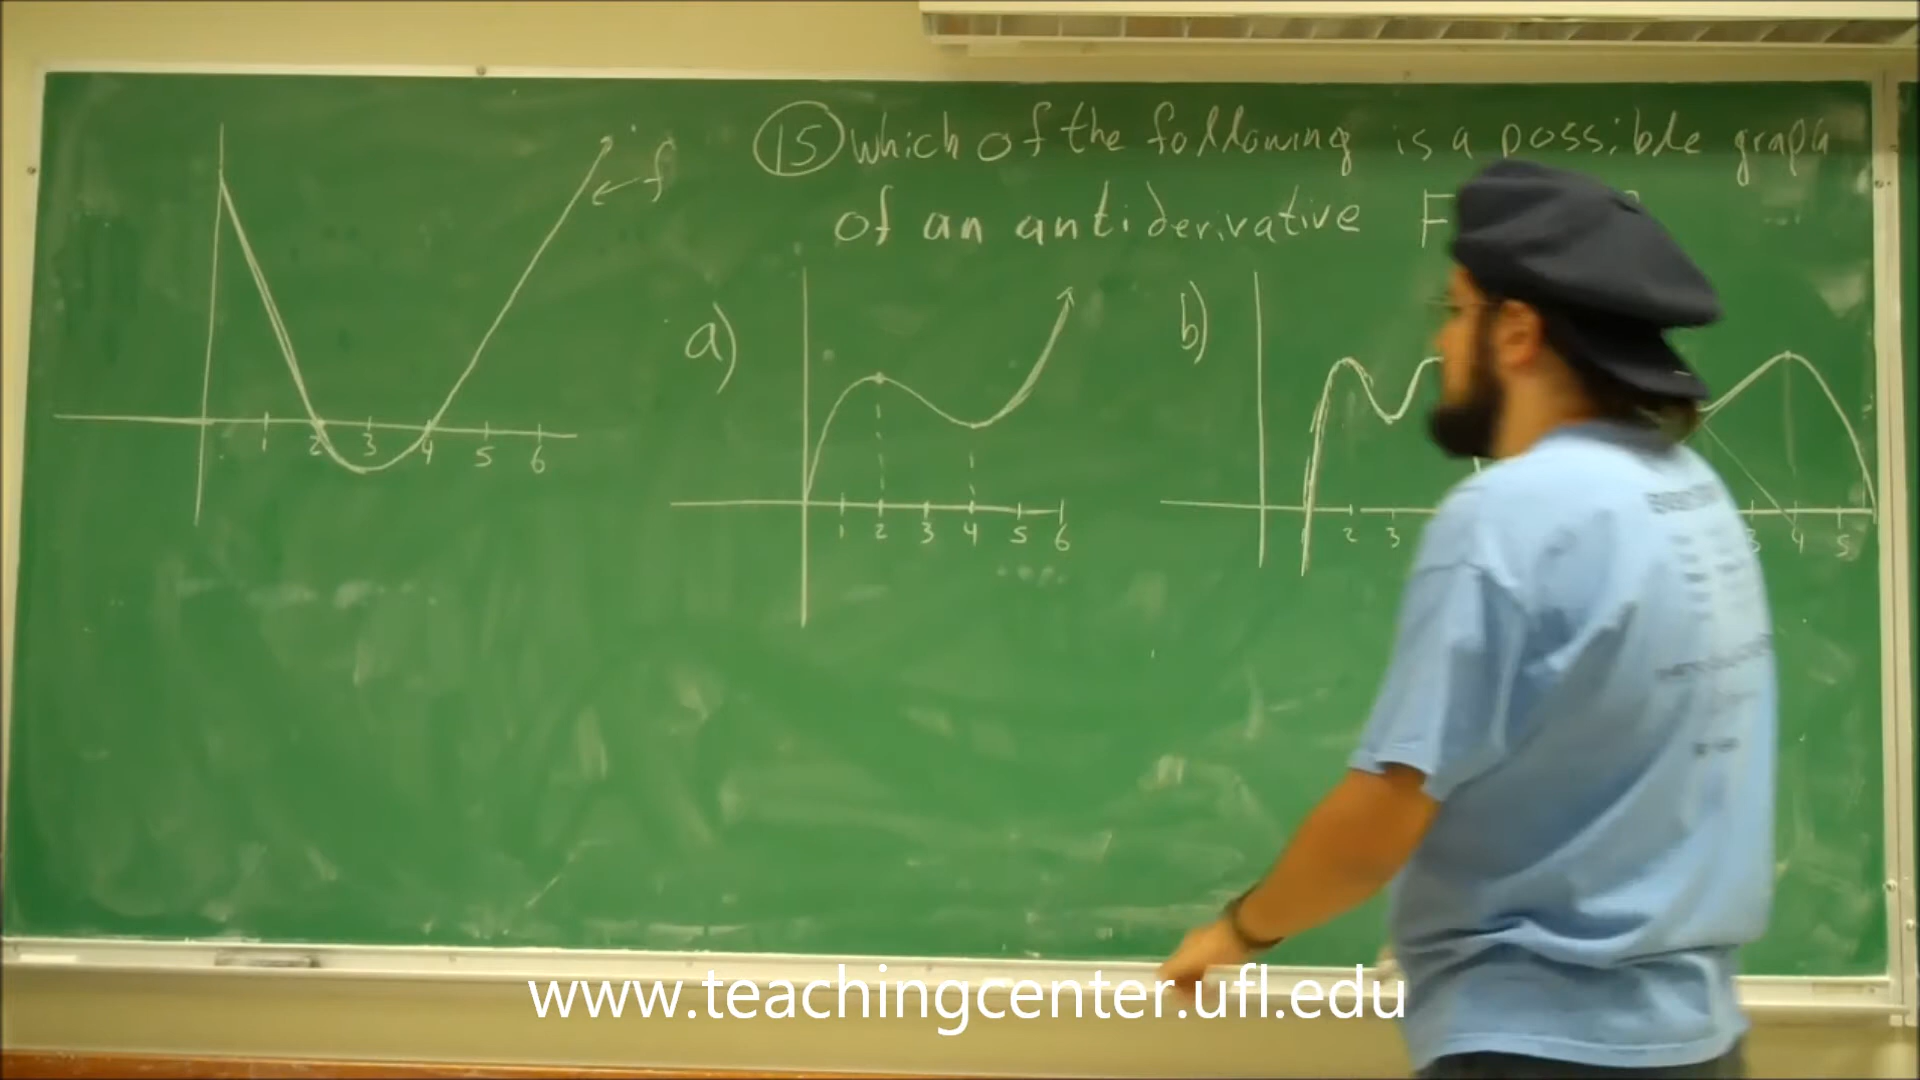 15 Which of the following is a possible graph
of an antiderivative F
f
a)
b)
1 2 3 4 5 6
1 2 3 4 5 6
2 3
3 4 5
www.teachingcenter.ufl.edu